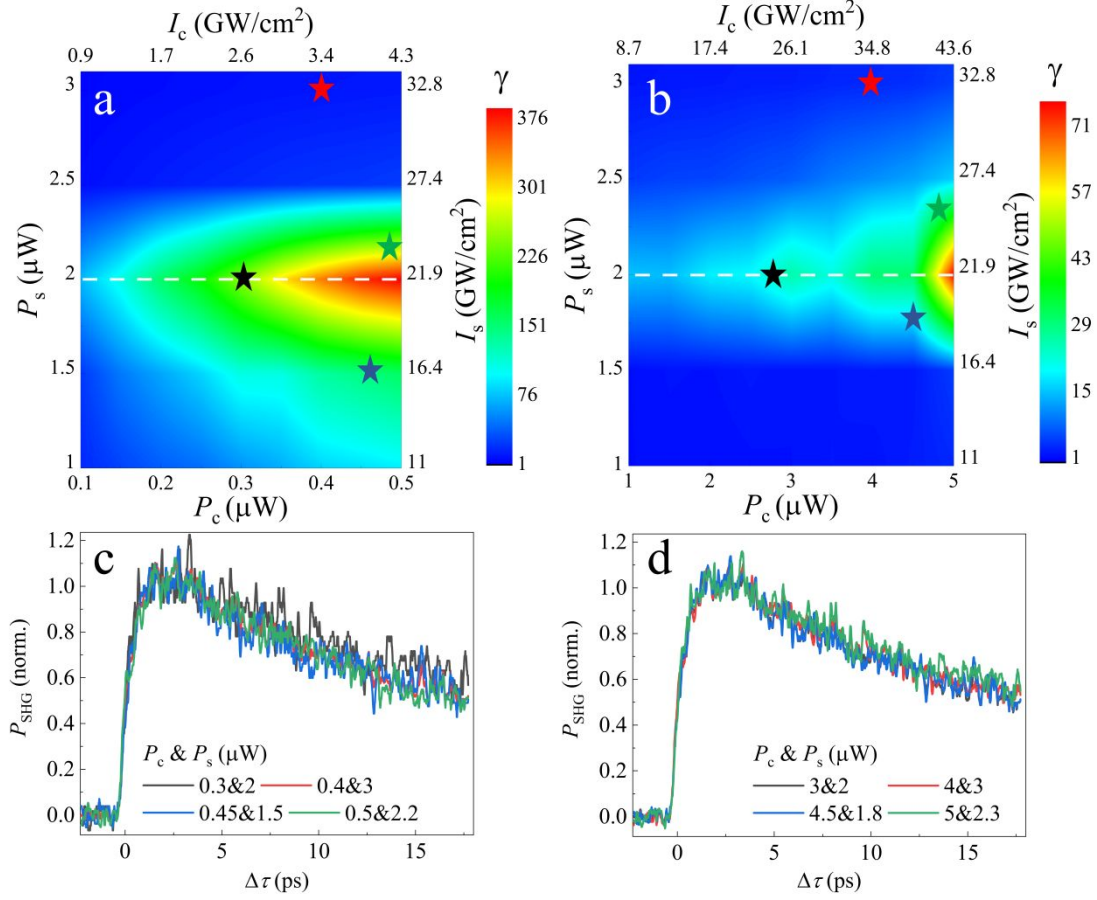 I_c (GW/cm²)
0.9 1.7 2.6 3.4 4.3
a
P_s (μW)
3
2.5
2
1.5
1
32.8
27.4
21.9
16.4
11
I_s (GW/cm²)
0.1 0.2 0.3 0.4 0.5
P_c (μW)
γ
376
301
226
151
76
1
I_c (GW/cm²)
8.7 17.4 26.1 34.8 43.6
b
P_s (μW)
3
2.5
2
1.5
1
32.8
27.4
21.9
16.4
11
I_s (GW/cm²)
1 2 3 4 5
P_c (μW)
γ
71
57
43
29
15
1
c
P_SHG (norm.)
1.2
1.0
0.8
0.6
0.4
0.2
0.0
P_c & P_s (μW)
0.3&2 0.4&3
0.45&1.5 0.5&2.2
0 5 10 15
Δτ (ps)
d
P_SHG (norm.)
1.2
1.0
0.8
0.6
0.4
0.2
0.0
P_c & P_s (μW)
3&2 4&3
4.5&1.8 5&2.3
0 5 10 15
Δτ (ps)